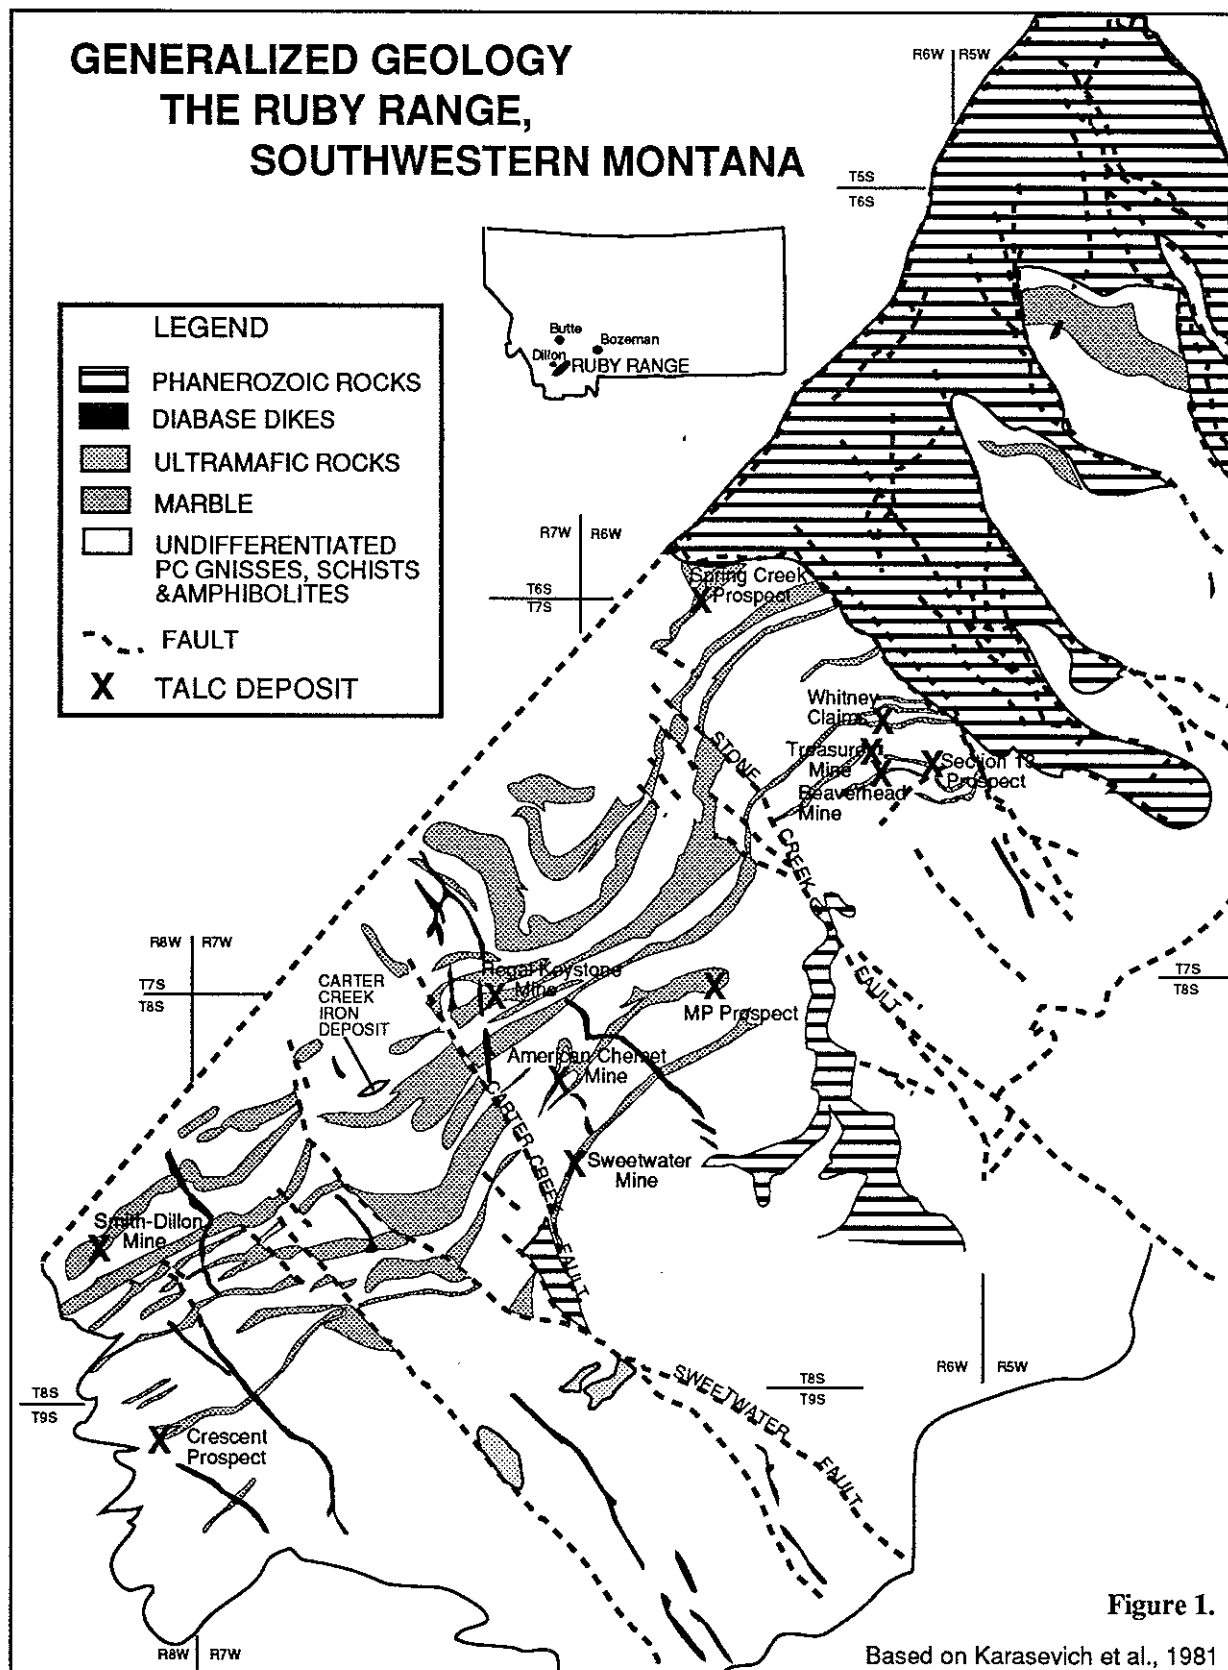 GENERALIZED GEOLOGY
THE RUBY RANGE,
SOUTHWESTERN MONTANA
R6W R5W
T5S
T6S
Butte
Bozeman
Dillon
RUBY RANGE
LEGEND
PHANEROZOIC ROCKS
DIABASE DIKES
ULTRAMAFIC ROCKS
MARBLE
UNDIFFERENTIATED
PC GNISSES, SCHISTS
&AMPHIBOLITES
FAULT
X TALC DEPOSIT
R7W R6W
T6S
T7S
Spring Creek
X Prospect
Whitney
Claims X
Treasure X
Mine
X Section 13
Prospect
X
Beaverhead
Mine
STONE
CREEK
FAULT
R8W R7W
T7S
T8S
CARTER
CREEK
IRON
DEPOSIT
Regal Keystone
X Mine
X
MP Prospect
T7S
T8S
American Chemet
X Mine
CARTER
CREEK
FAULT
X Sweetwater
Mine
Smith-Dillon
Mine
X
R6W R5W
T8S
T9S
T8S
T9S
SWEETWATER
FAULT
X Crescent
Prospect
R8W R7W
Figure 1.
Based on Karasevich et al., 1981